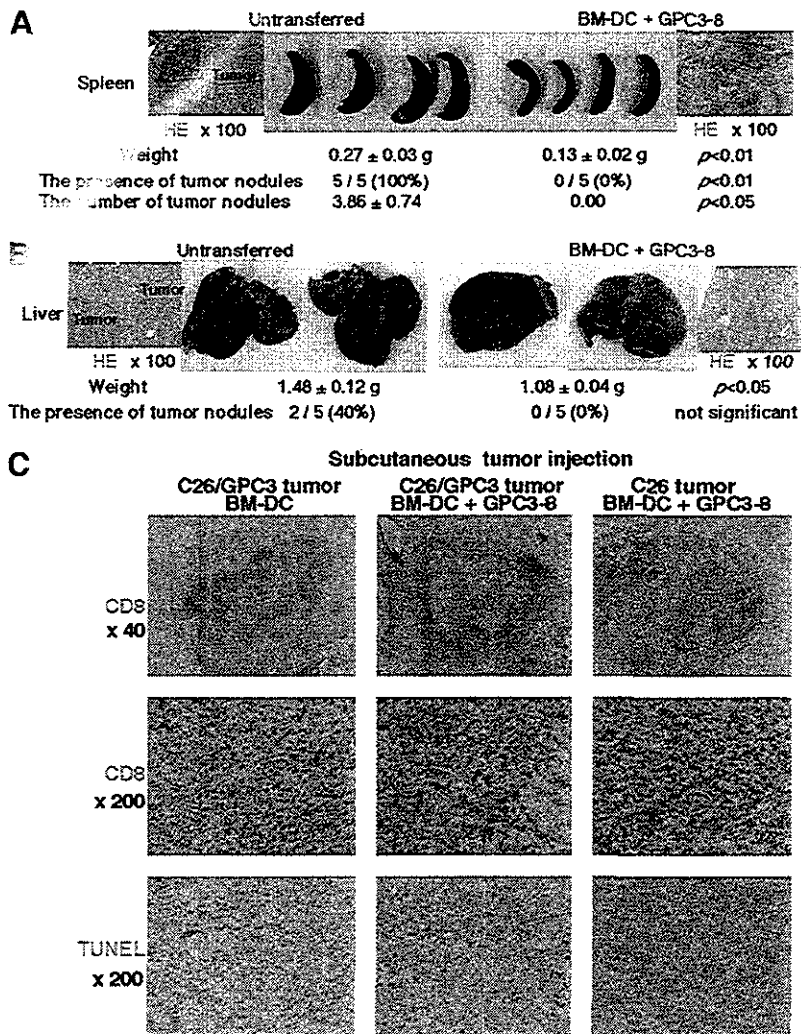 A
Untransferred BM-DC + GPC3-8
Spleen
Tumor
HE x 100 HE x 100
Weight 0.27 ± 0.03 g 0.13 ± 0.02 g p<0.01
The presence of tumor nodules 5 / 5 (100%) 0 / 5 (0%) p<0.01
The number of tumor nodules 3.86 ± 0.74 0.00 p<0.05
B
Untransferred BM-DC + GPC3-8
Liver
Tumor
Tumor
HE x 100 HE x 100
Weight 1.48 ± 0.12 g 1.08 ± 0.04 g p<0.05
The presence of tumor nodules 2 / 5 (40%) 0 / 5 (0%) not significant
C
Subcutaneous tumor injection
C26/GPC3 tumor C26/GPC3 tumor C26 tumor
BM-DC BM-DC + GPC3-8 BM-DC + GPC3-8
CD8
x 40
CD8
x 200
TUNEL
x 200